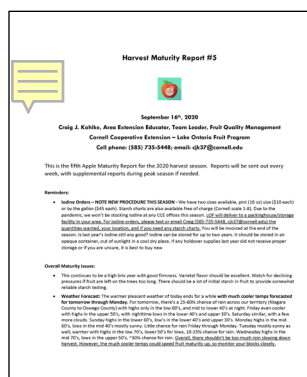 Harvest Maturity Report #5
September 16th, 2020
Craig J. Kahlke, Area Extension Educator, Team Leader, Fruit Quality Management
Cornell Cooperative Extension – Lake Ontario Fruit Program
Cell phone: (585) 735-5448; email: cjk37@cornell.edu
This is the fifth Apple Maturity Report for the 2020 harvest season. Reports will be sent out every
week, with supplemental reports during peak season if needed.
Reminders:
• Iodine Orders – NOTE NEW PROCEDURE THIS SEASON - We have two sizes available, pint (16 oz) size ($10 each)
or by the gallon ($45 each). Starch charts are also available free of charge (Cornell scale 1-8). Due to the
pandemic, we won't be stocking iodine at any CCE offices this season. LOF will deliver to a packinghouse/storage
facility in your area. For iodine orders, please text or email Craig (585-735-5448, cjk37@cornell.edu) the
quantities wanted, your location, and if you need any starch charts. You will be invoiced at the end of the
season. Is last year's iodine still any good? Iodine can be stored for up to two years. It should be stored in an
opaque container, out of sunlight in a cool dry place. If any holdover supplies last year did not receive proper
storage or if you are unsure, it is best to buy new
Overall Maturity Issues:
• This continues to be a high brix year with good firmness. Varietal flavor should be excellent. Watch for declining
pressures if fruit are left on the trees too long. There should be a lot of initial starch in fruit to provide somewhat
reliable starch testing.
• Weather Forecast: The warmer pleasant weather of today ends for a while with much cooler temps forecasted
for tomorrow through Monday. For tomorrow, there's a 25-60% chance of rain across our territory (Niagara
County to Oswego County) with highs only in the low 60's, and mid to lower 40's at night; Friday even cooler
with highs in the upper 50's, with nighttime lows in the lower 40's and upper 30's. Saturday similar, with a few
more clouds. Sunday highs in the lower 60's, low's in the lower 40's and upper 30's. Monday highs in the mid
60's, lows in the mid 40's mostly sunny. Little chance for rain Friday through Monday. Tuesday mostly sunny as
well, warmer with highs in the low 70's, lower 50's for lows, 10-15% chance for rain. Wednesday highs in the
mid 70's, lows in the upper 50's, ~30% chance for rain. Overall, there shouldn't be too much rain slowing down
harvest. However, the much cooler temps could speed fruit maturity up, so monitor your blocks closely.